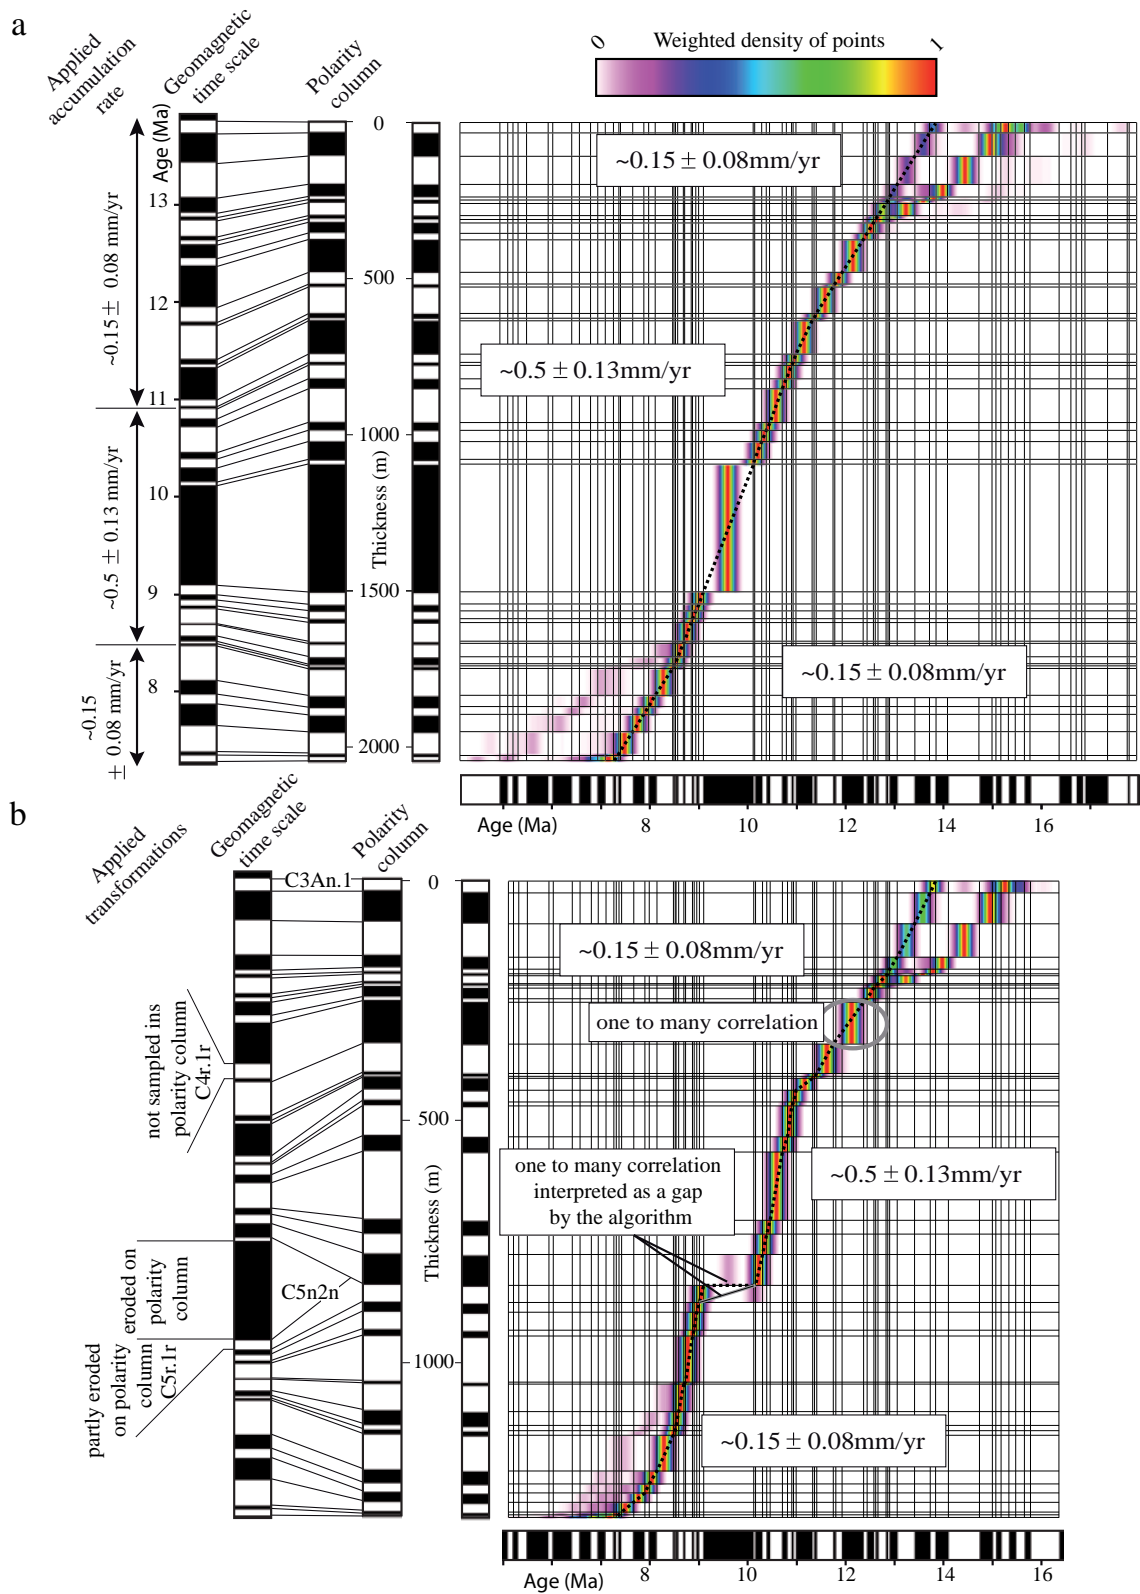 a
Applied
accumulation
rate
Geomagnetic
time scale
Polarity
column
0
Weighted density of points
1
Age (Ma)
13
12
11
10
9
8
~0.15 ± 0.08 mm/yr
~0.5 ± 0.13 mm/yr
~0.15
± 0.08 mm/yr
0
500
1000
1500
2000
Thickness (m)
~0.15 ± 0.08mm/yr
~0.5 ± 0.13mm/yr
~0.15 ± 0.08mm/yr
Age (Ma)
8
10
12
14
16
b
Applied
transformations
Geomagnetic
time scale
Polarity
column
C3An.1
not sampled ins
polarity column
C4r.1r
eroded on
polarity
column
C5n2n
partly eroded
on polarity
column
C5r.1r
0
500
1000
Thickness (m)
~0.15 ± 0.08mm/yr
one to many correlation
one to many correlation
interpreted as a gap
by the algorithm
~0.5 ± 0.13mm/yr
~0.15 ± 0.08mm/yr
Age (Ma)
8
10
12
14
16